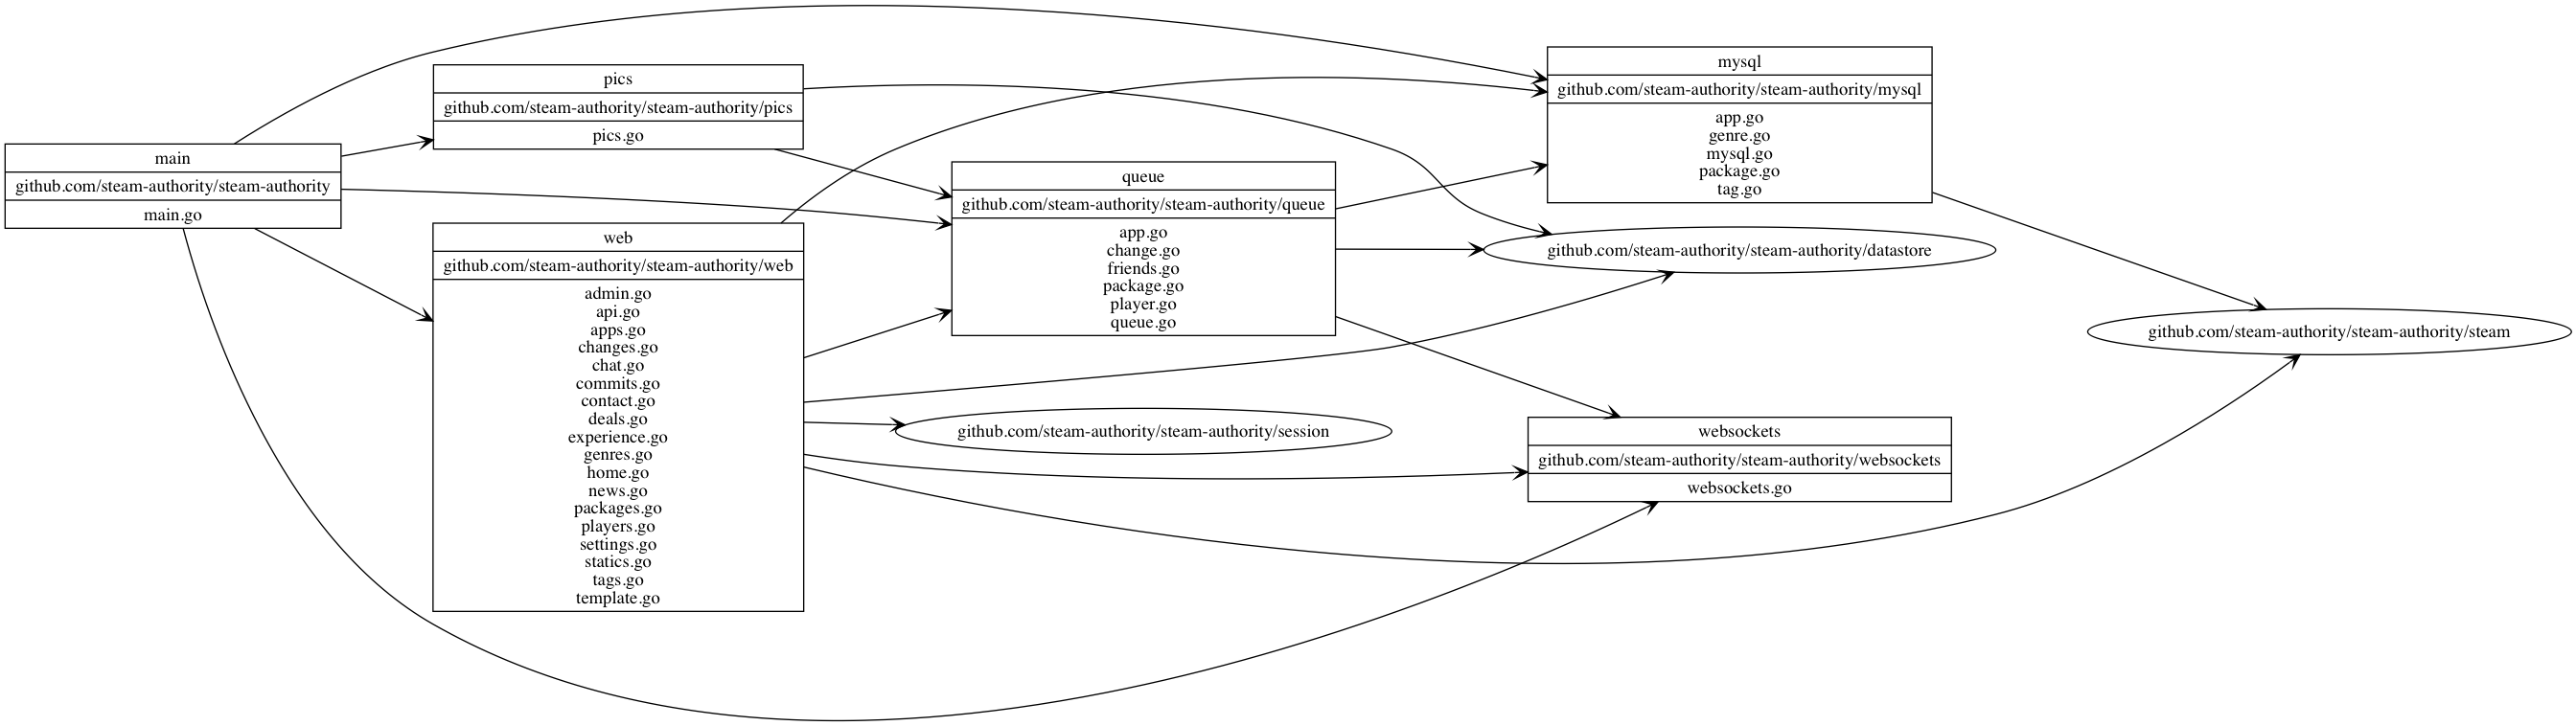 main
github.com/steam-authority/steam-authority
main.go
pics
github.com/steam-authority/steam-authority/pics
pics.go
web
github.com/steam-authority/steam-authority/web
admin.go
api.go
apps.go
changes.go
chat.go
commits.go
contact.go
deals.go
experience.go
genres.go
home.go
news.go
packages.go
players.go
settings.go
statics.go
tags.go
template.go
queue
github.com/steam-authority/steam-authority/queue
app.go
change.go
friends.go
package.go
player.go
queue.go
github.com/steam-authority/steam-authority/session
mysql
github.com/steam-authority/steam-authority/mysql
app.go
genre.go
mysql.go
package.go
tag.go
github.com/steam-authority/steam-authority/datastore
websockets
github.com/steam-authority/steam-authority/websockets
websockets.go
github.com/steam-authority/steam-authority/steam